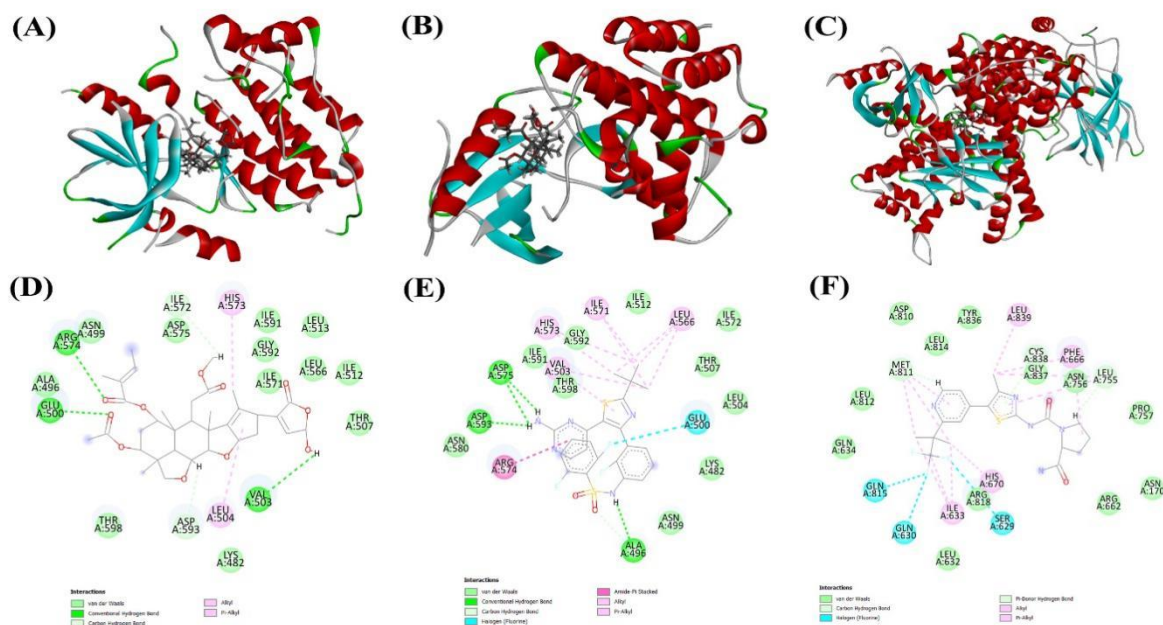 (A)
(B)
(C)
(D)
ILE
A:572
HIS
A:573
ASN
A:499
ARG
A:574
ASP
A:575
ILE
A:591
LEU
A:513
GLY
A:592
LEU
A:566
ILE
A:512
ALA
A:496
ILE
A:571
GLU
A:500
THR
A:507
VAL
A:503
THR
A:598
ASP
A:593
LEU
A:504
LYS
A:482
Interactions
van der Waals
Conventional Hydrogen Bond
Carbon Hydrogen Bond
Alkyl
Pi-Alkyl
(E)
ILE
A:571
ILE
A:512
HIS
A:573
GLY
A:592
LEU
A:566
ILE
A:572
ILE
A:591
VAL
A:503
ASP
A:575
THR
A:598
THR
A:507
LEU
A:504
ASP
A:593
GLU
A:500
ASN
A:580
ARG
A:574
LYS
A:482
ASN
A:499
ALA
A:496
Interactions
van der Waals
Conventional Hydrogen Bond
Carbon Hydrogen Bond
Halogen (Fluorine)
Amide-Pi Stacked
Alkyl
Pi-Alkyl
(F)
ASP
A:810
TYR
A:836
LEU
A:839
LEU
A:814
CYS
A:838
PHE
A:666
MET
A:811
GLY
A:837
ASN
A:756
LEU
A:755
LEU
A:812
PRO
A:757
GLN
A:634
HIS
A:670
GLN
A:815
ARG
A:818
ASN
A:170
ARG
A:662
ILE
A:633
SER
A:629
GLN
A:630
LEU
A:632
Interactions
van der Waals
Carbon Hydrogen Bond
Halogen (Fluorine)
Pi-Donor Hydrogen Bond
Alkyl
Pi-Alkyl